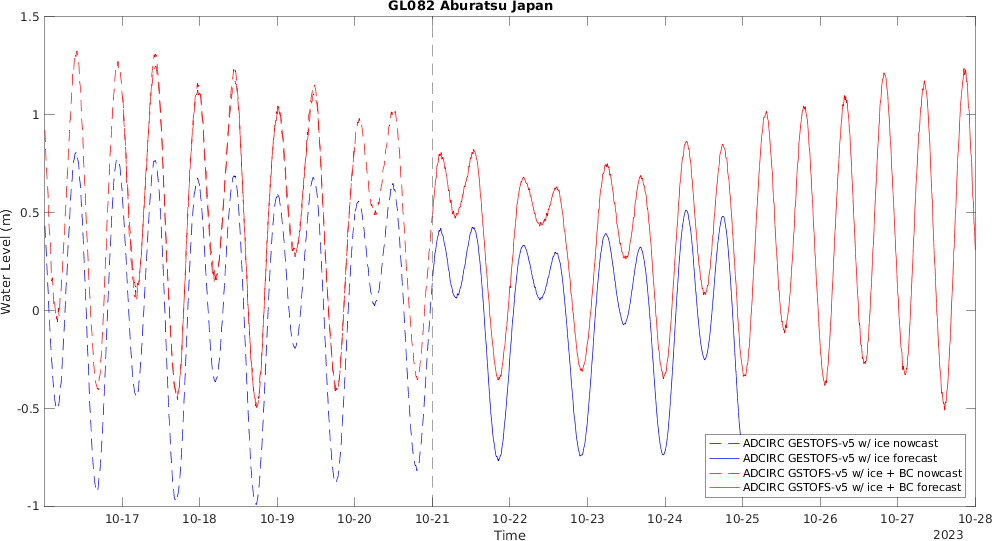 GL082 Aburatsu Japan
1.5
1
0.5
0
-0.5
-1
Water Level (m)
10-17 10-18 10-19 10-20 10-21 10-22 10-23 10-24 10-25 10-26 10-27 10-28
Time
2023
ADCIRC GESTOFS-v5 w/ ice nowcast
ADCIRC GESTOFS-v5 w/ ice forecast
ADCIRC GSTOFS-v5 w/ ice + BC nowcast
ADCIRC GSTOFS-v5 w/ ice + BC forecast